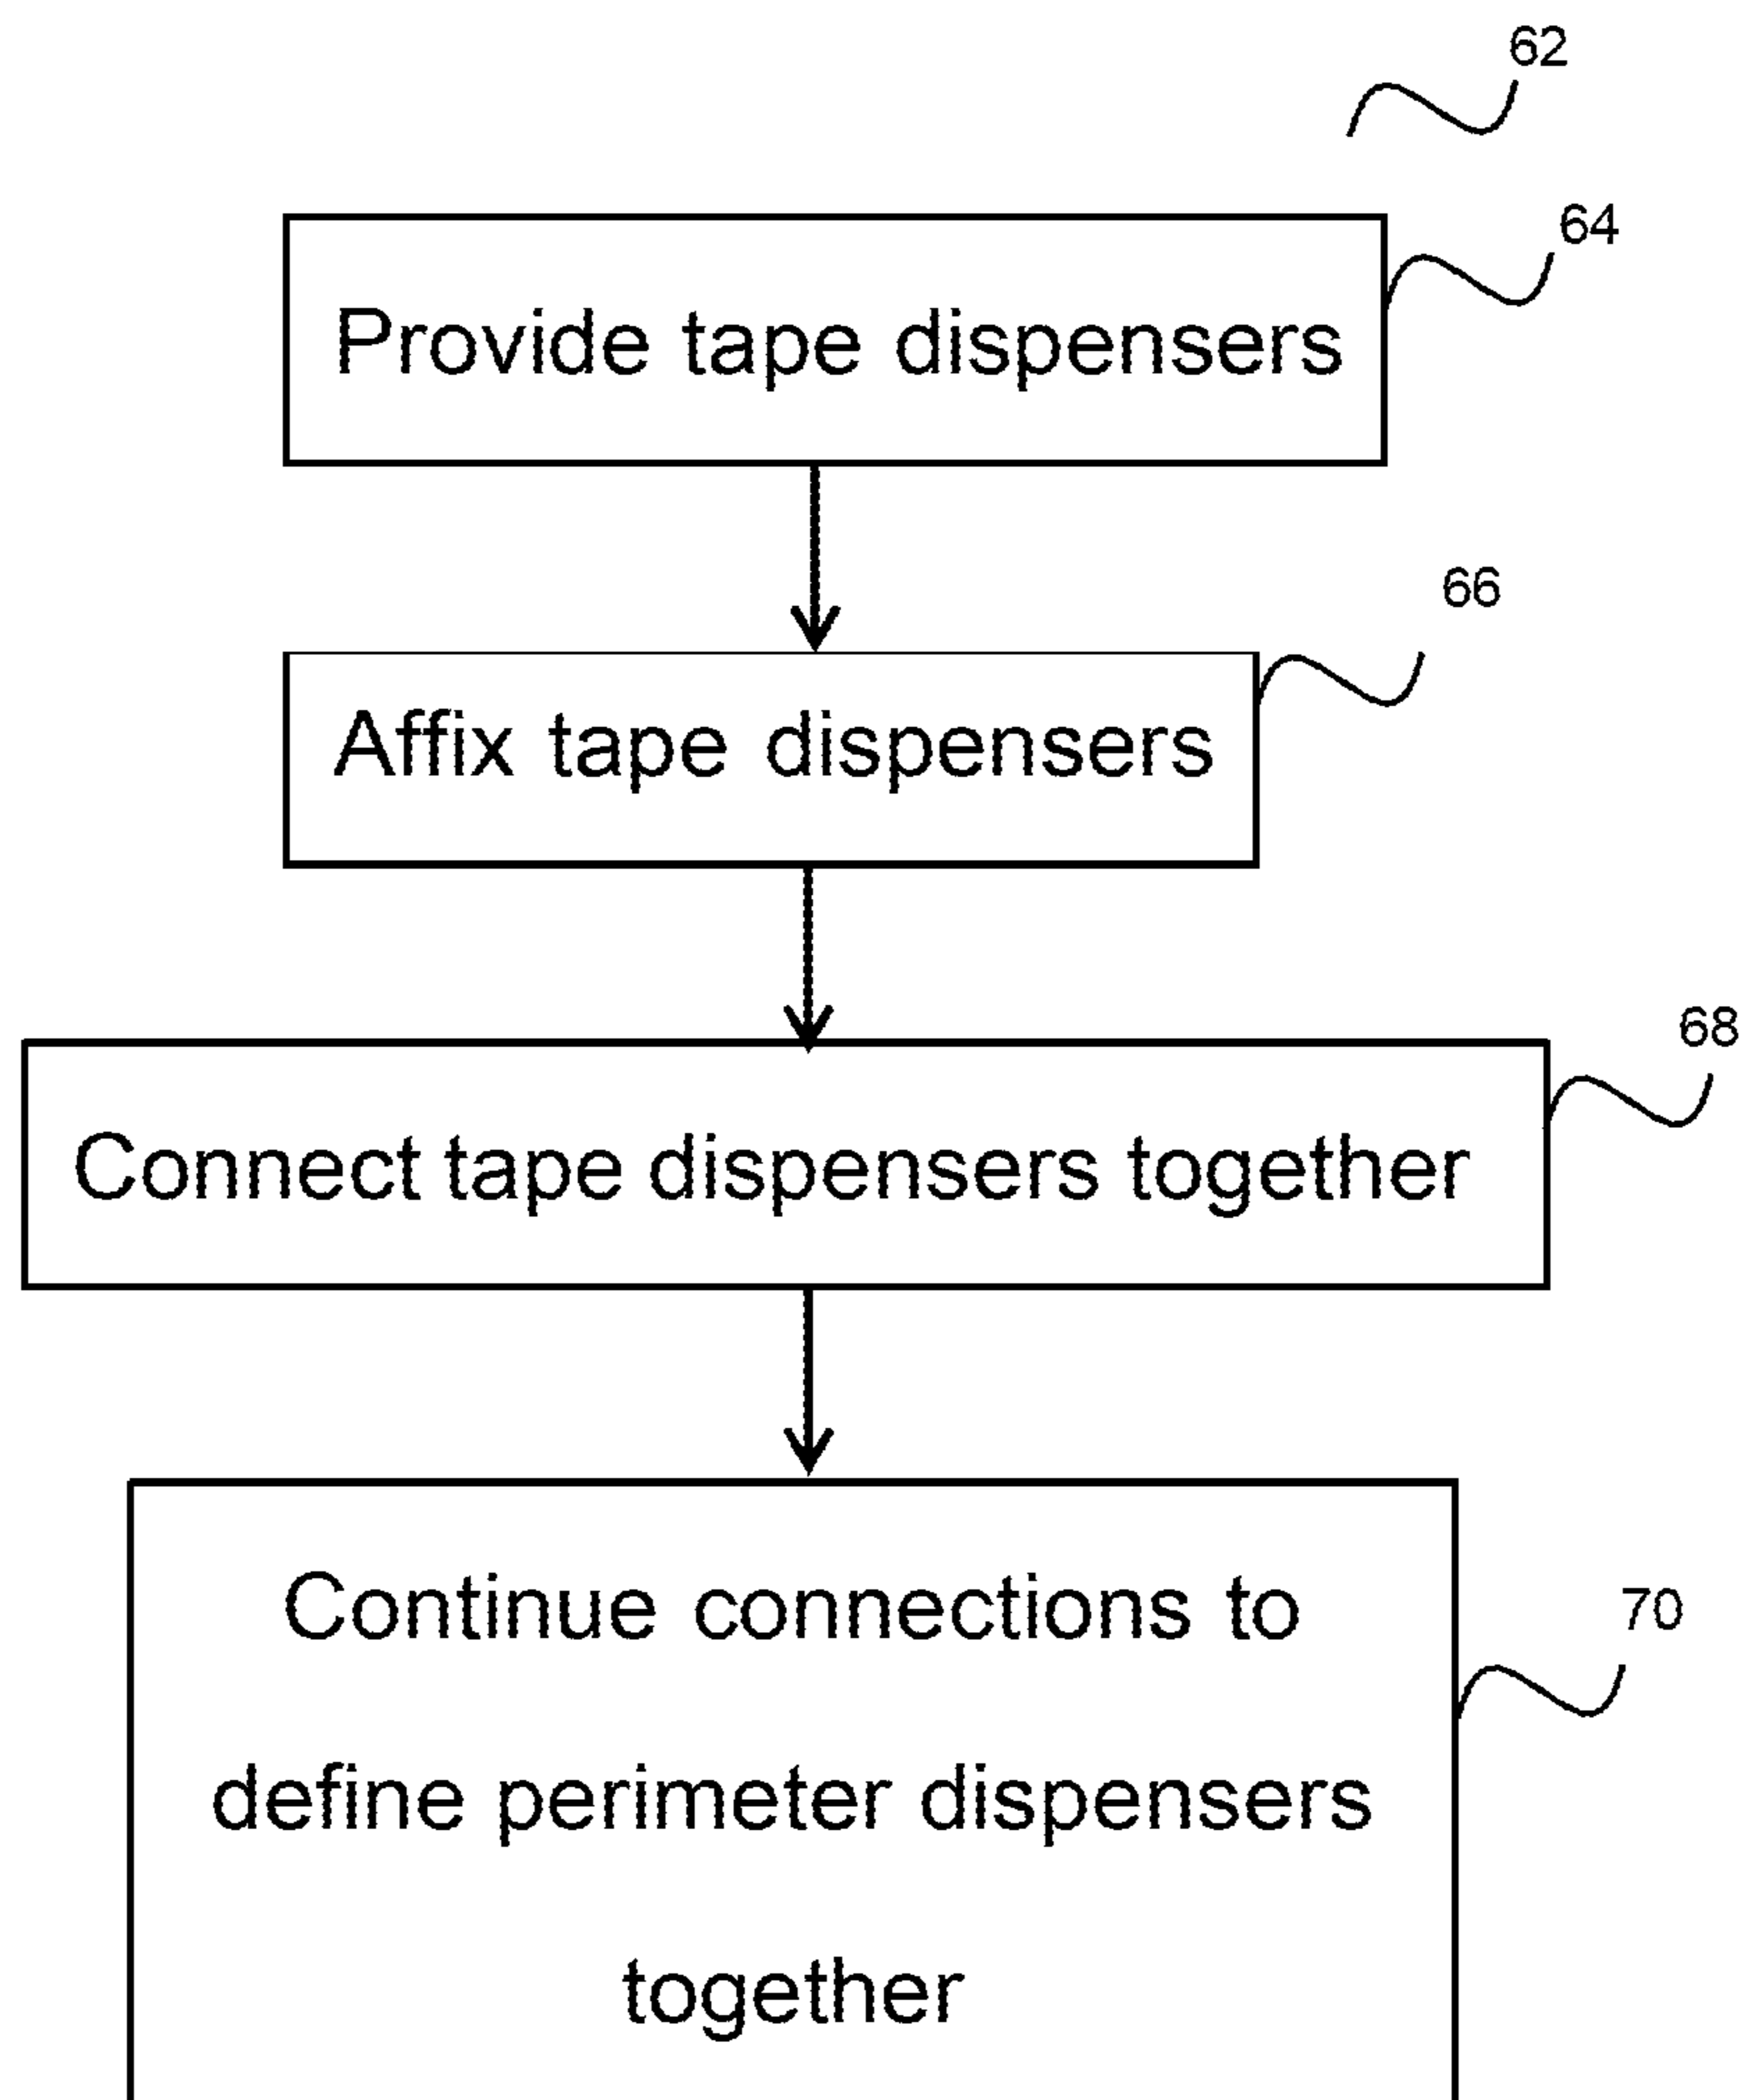 62
64
Provide tape dispensers
66
Affix tape dispensers
68
Connect tape dispensers together
Continue connections to
70
define perimeter dispensers
together